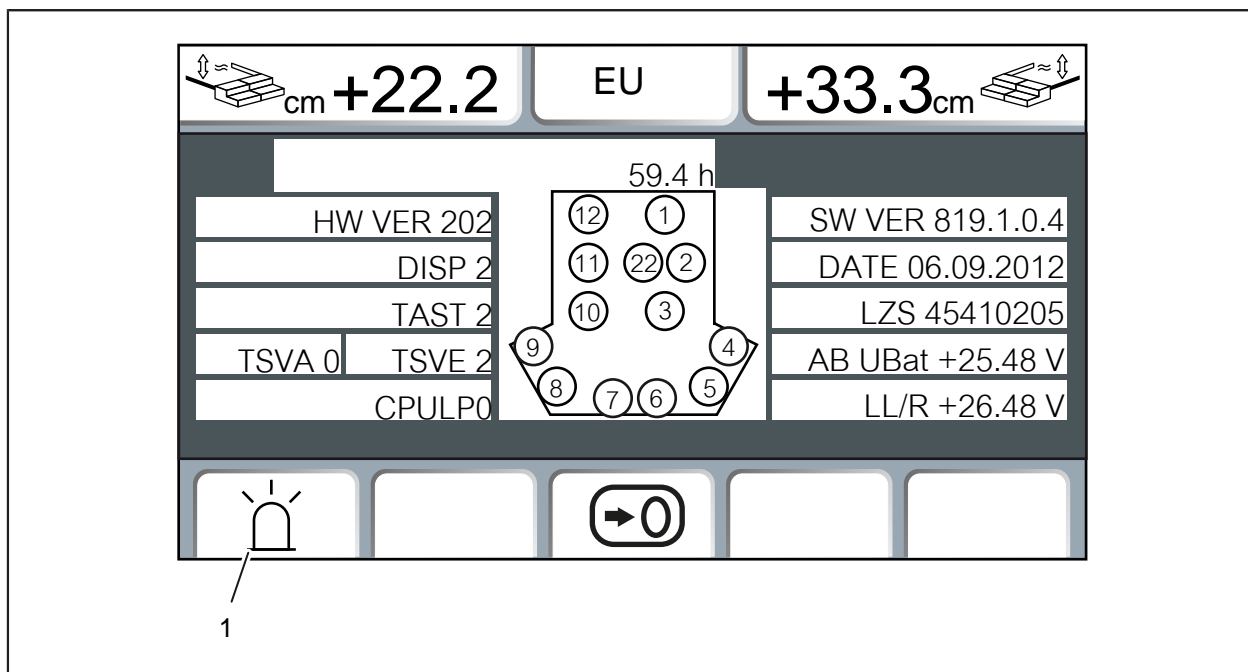 cm +22.2 EU +33.3 cm
59.4 h
HW VER 202 12 1 SW VER 819.1.0.4
DISP 2 11 22 2 DATE 06.09.2012
TAST 2 10 3 LZS 45410205
TSVA 0 TSVE 2 9 4 AB UBat +25.48 V
CPULP0 8 7 6 5 LL/R +26.48 V
0
1